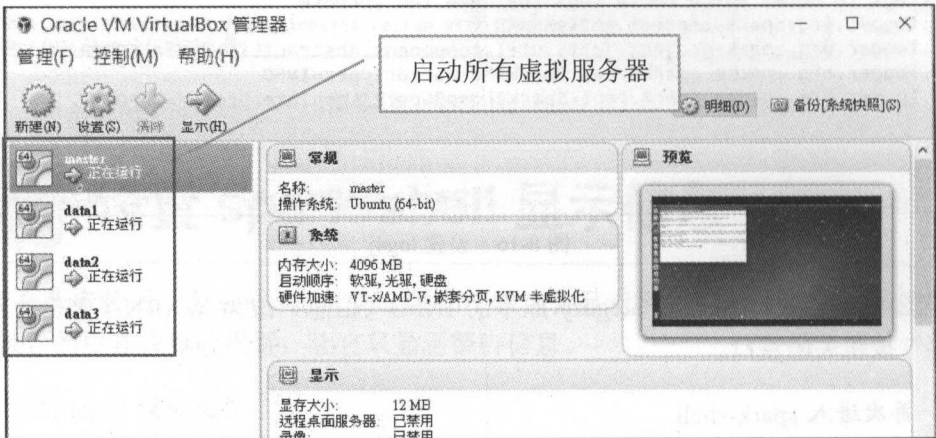 Oracle VM VirtualBox 管理器
管理(F) 控制(M) 帮助(H)
启动所有虚拟服务器
新建(N) 设置(S) 清除 显示(H)
明细(D) 备份[系统快照](S)
master
正在运行
data1
正在运行
data2
正在运行
data3
正在运行
常规
名称: master
操作系统: Ubuntu (64-bit)
系统
内存大小: 4096 MB
启动顺序: 软驱, 光驱, 硬盘
硬件加速: VT-x/AMD-V, 嵌套分页, KVM 半虚拟化
预览
显示
显存大小: 12 MB
远程桌面服务器: 已禁用
录像: 已禁用